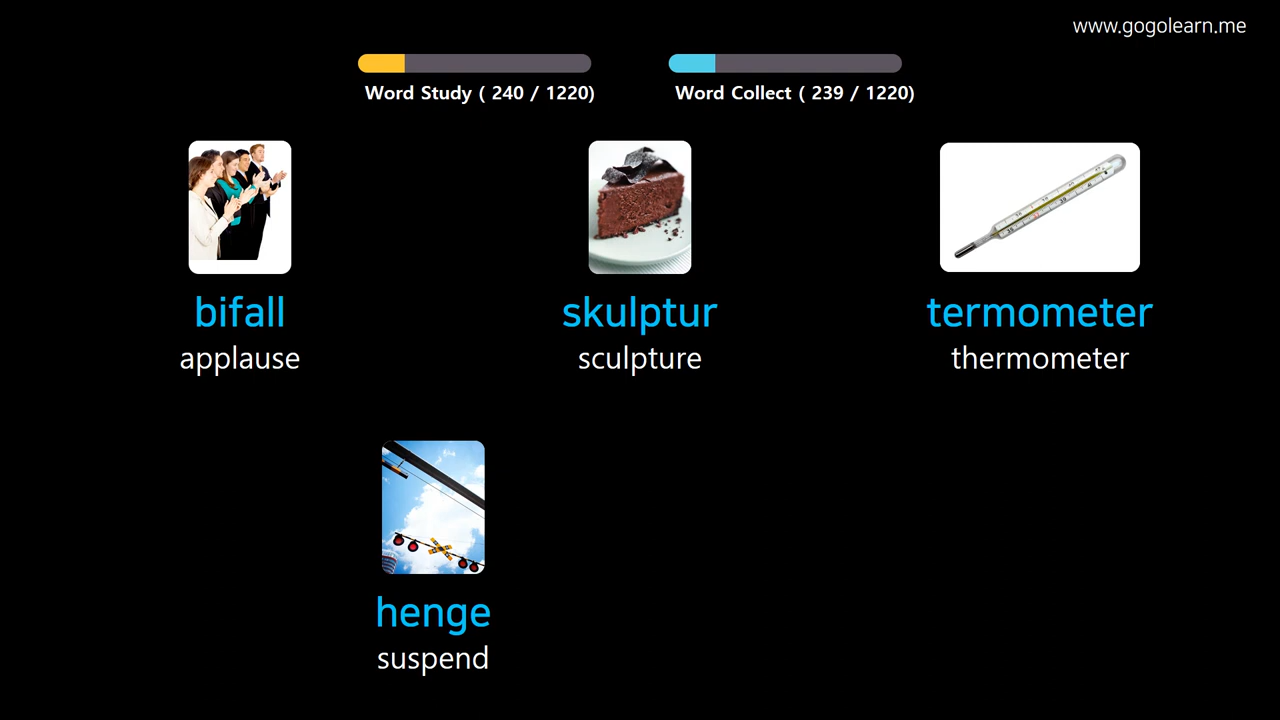 www.gogolearn.me
Word Study ( 240 / 1220)
Word Collect ( 239 / 1220)
bifall
applause
skulptur
sculpture
termometer
thermometer
henge
suspend